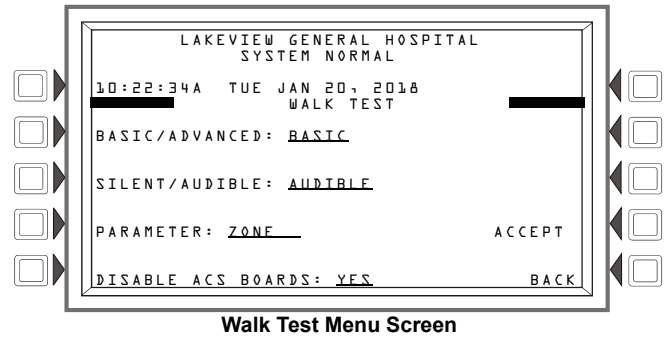 LAKEVIEW GENERAL HOSPITAL
SYSTEM NORMAL
10:22:34A TUE JAN 20, 2018
WALK TEST
BASIC/ADVANCED: BASIC
SILENT/AUDIBLE: AUDIBLE
PARAMETER: ZONE ACCEPT
DISABLE ACS BOARDS: YES BACK
Walk Test Menu Screen